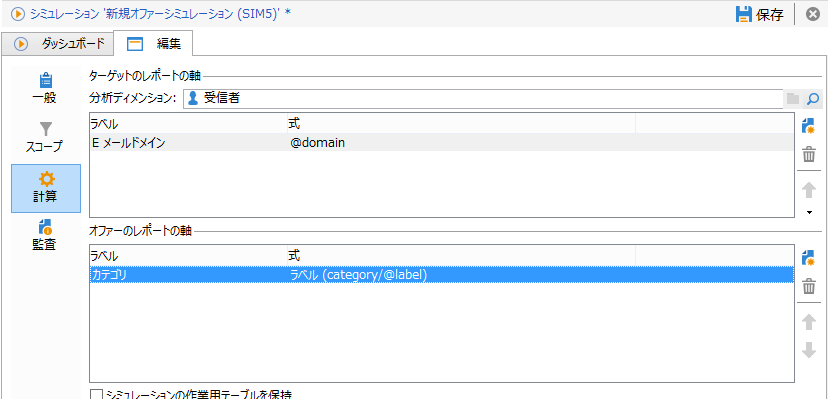 シミュレーション '新規オファーシミュレーション (SIM5)' *
保存
ダッシュボード
編集
一般
スコープ
計算
監査
ターゲットのレポートの軸
分析ディメンション: 受信者
ラベル 式
E メールドメイン @domain
オファーのレポートの軸
ラベル 式
カテゴリ ラベル (category/@label)
シミュレーションの作業用テーブルを保持